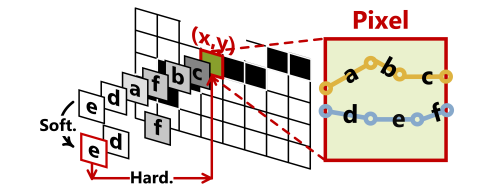 Pixel
(x,y)
a b c
d e f
e d a f b c
Soft. e d f
Hard.